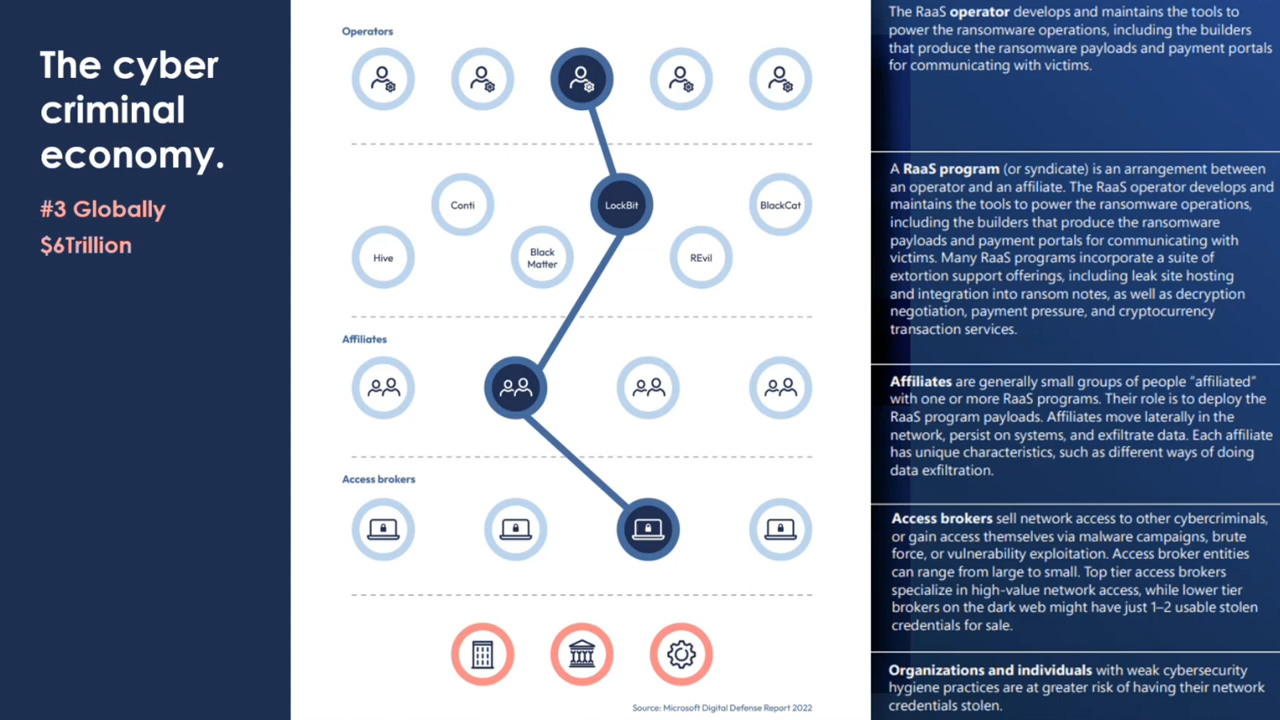 The cyber
criminal
economy.
#3 Globally
$6Trillion
Operators
Conti
LockBit
BlackCat
Hive
Black
Matter
REvil
Affiliates
Access brokers
Source: Microsoft Digital Defense Report 2022
The RaaS operator develops and maintains the tools to
power the ransomware operations, including the builders
that produce the ransomware payloads and payment portals
for communicating with victims.
A RaaS program (or syndicate) is an arrangement between
an operator and an affiliate. The RaaS operator develops and
maintains the tools to power the ransomware operations,
including the builders that produce the ransomware
payloads and payment portals for communicating with
victims. Many RaaS programs incorporate a suite of
extortion support offerings, including leak site hosting
and integration into ransom notes, as well as decryption
negotiation, payment pressure, and cryptocurrency
transaction services.
Affiliates are generally small groups of people “affiliated”
with one or more RaaS programs. Their role is to deploy the
RaaS program payloads. Affiliates move laterally in the
network, persist on systems, and exfiltrate data. Each affiliate
has unique characteristics, such as different ways of doing
data exfiltration.
Access brokers sell network access to other cybercriminals,
or gain access themselves via malware campaigns, brute
force, or vulnerability exploitation. Access broker entities
can range from large to small. Top tier access brokers
specialize in high-value network access, while lower tier
brokers on the dark web might have just 1–2 usable stolen
credentials for sale.
Organizations and individuals with weak cybersecurity
hygiene practices are at greater risk of having their network
credentials stolen.